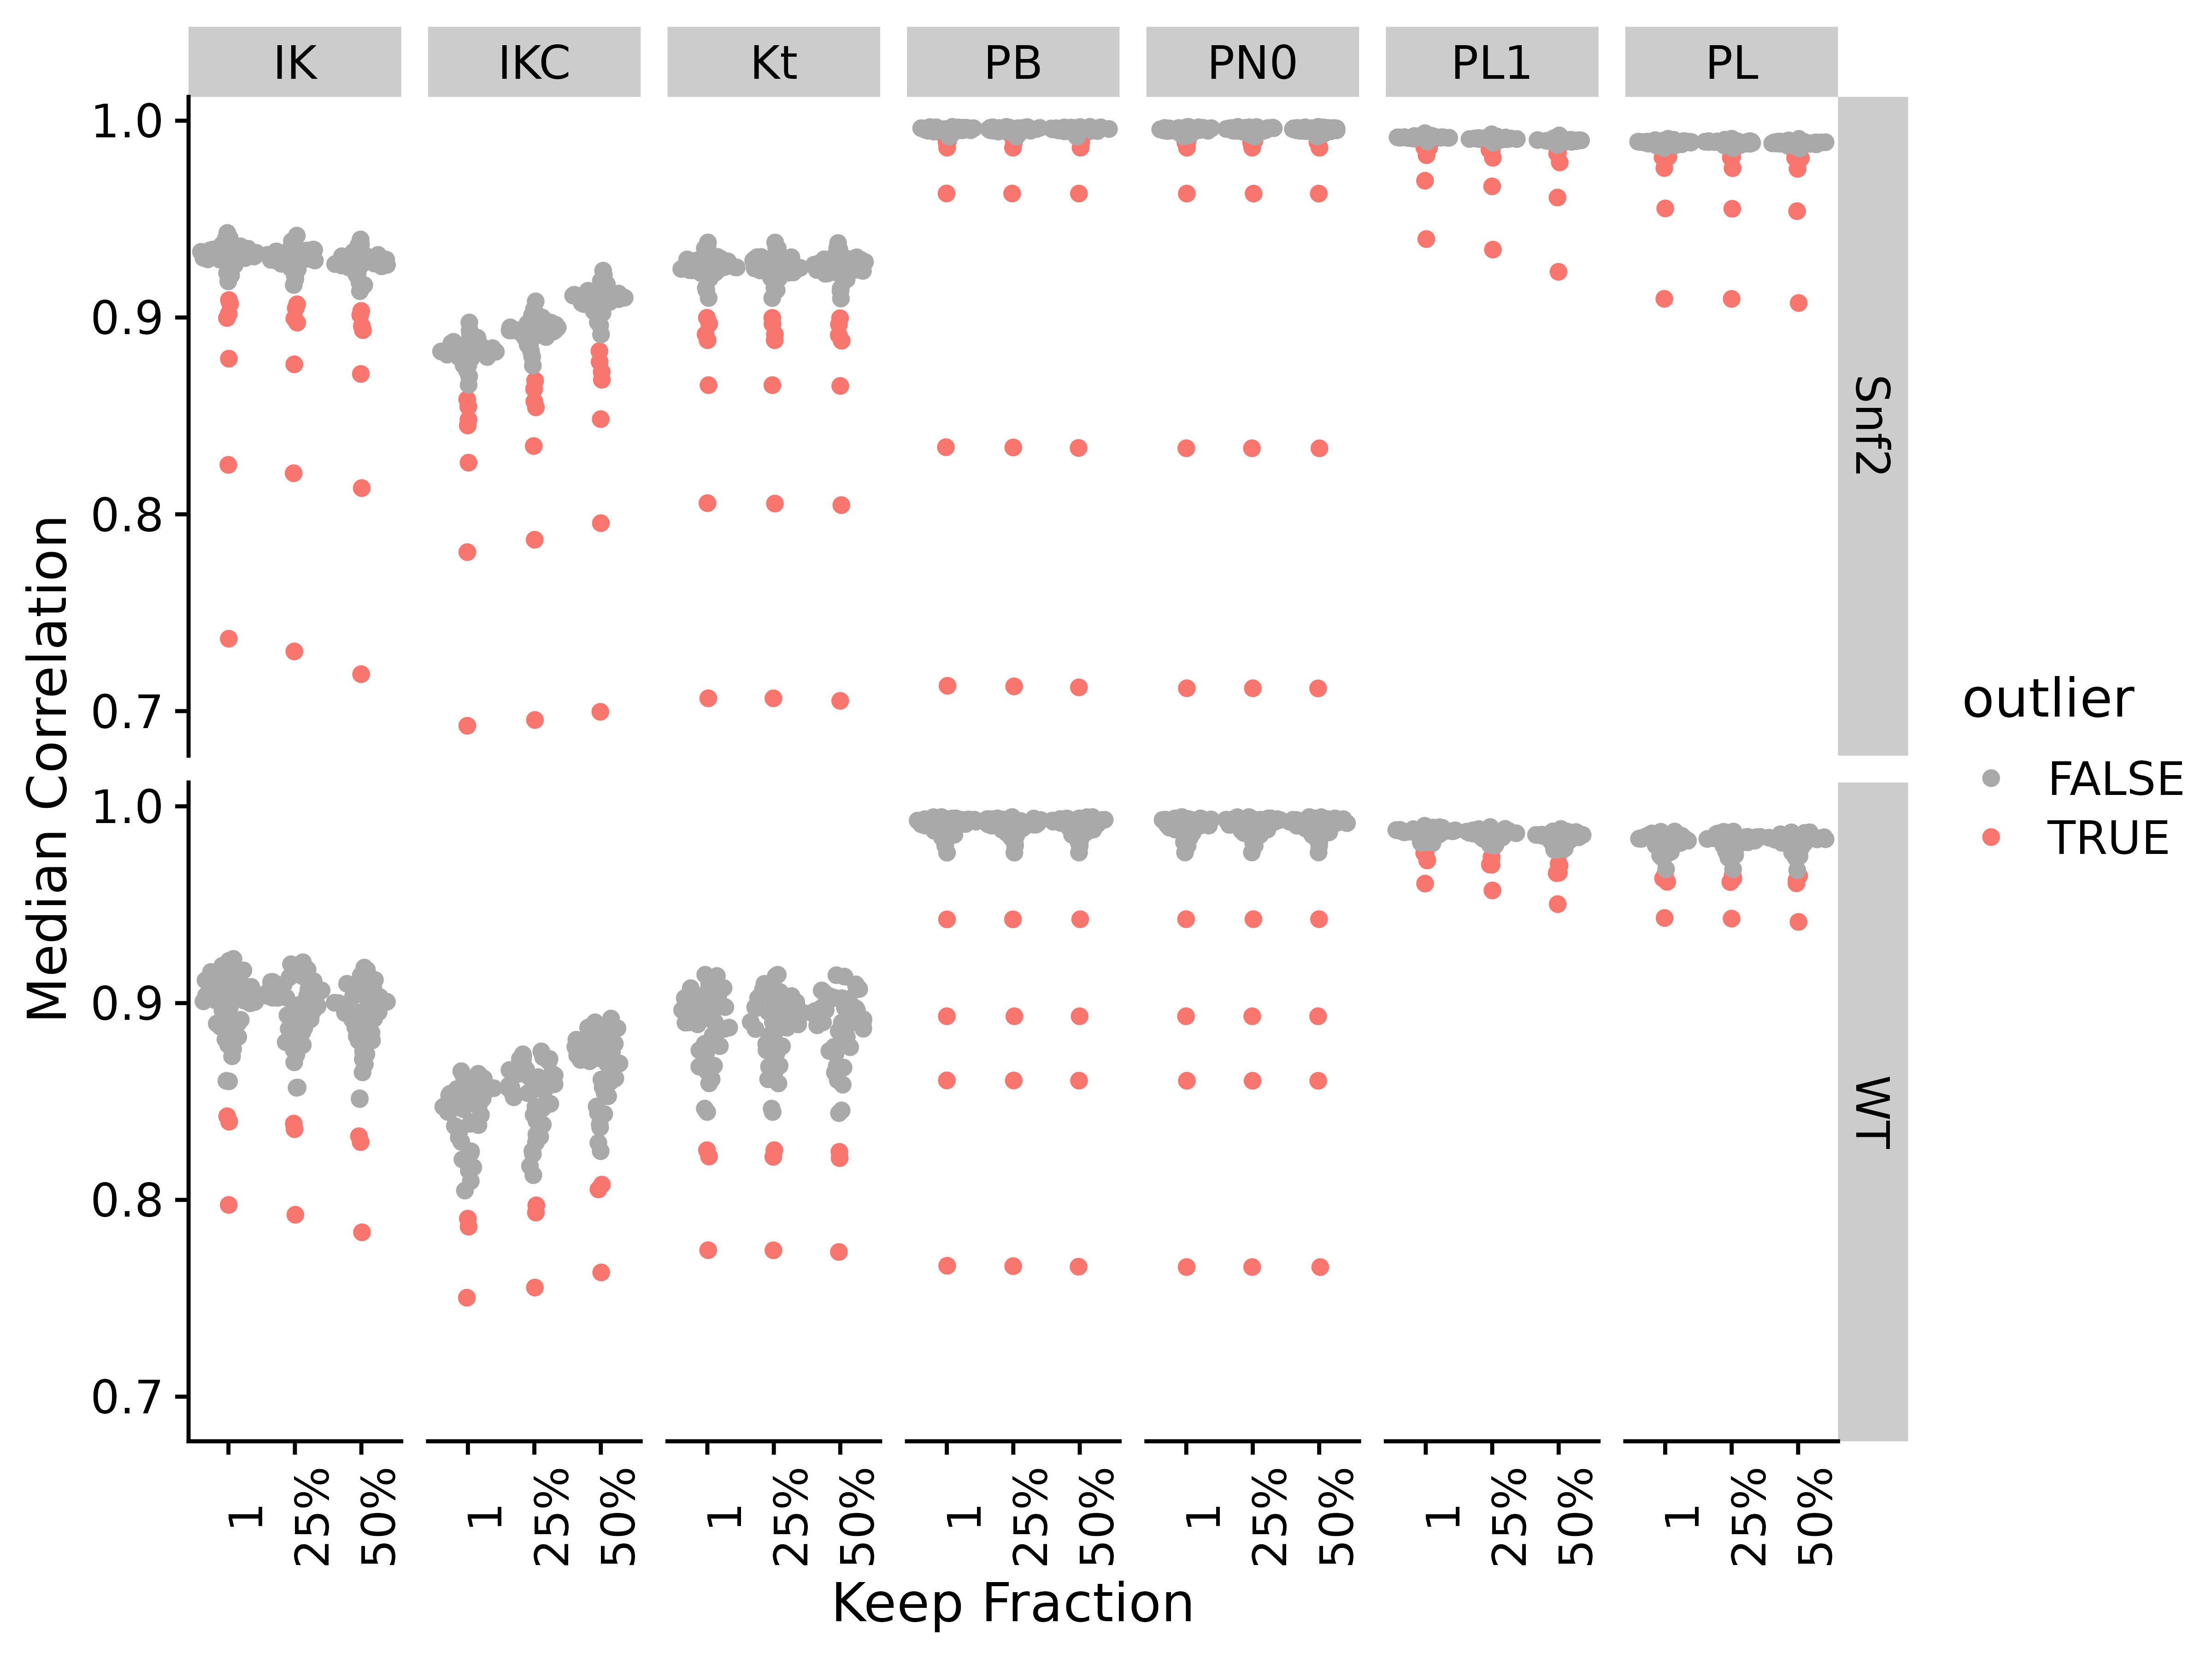 IK IKC Kt PB PN0 PL1 PL
Median Correlation
1.0
0.9
0.8
0.7
Snf2
1.0
0.9
0.8
0.7
WT
outlier
FALSE
TRUE
1 25% 50% 1 25% 50% 1 25% 50% 1 25% 50% 1 25% 50% 1 25% 50% 1 25% 50%
Keep Fraction